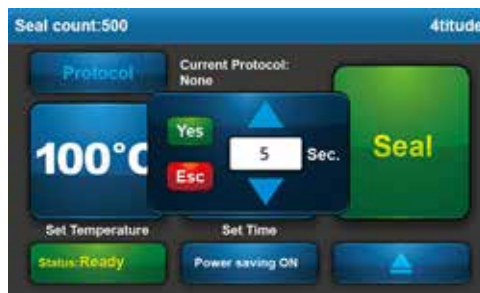 Seal count:500
4titude
Protocol
Current Protocol:
None
100°C
Yes
Esc
5
Sec.
Seal
Set Temperature
Set Time
Status:Ready
Power saving ON